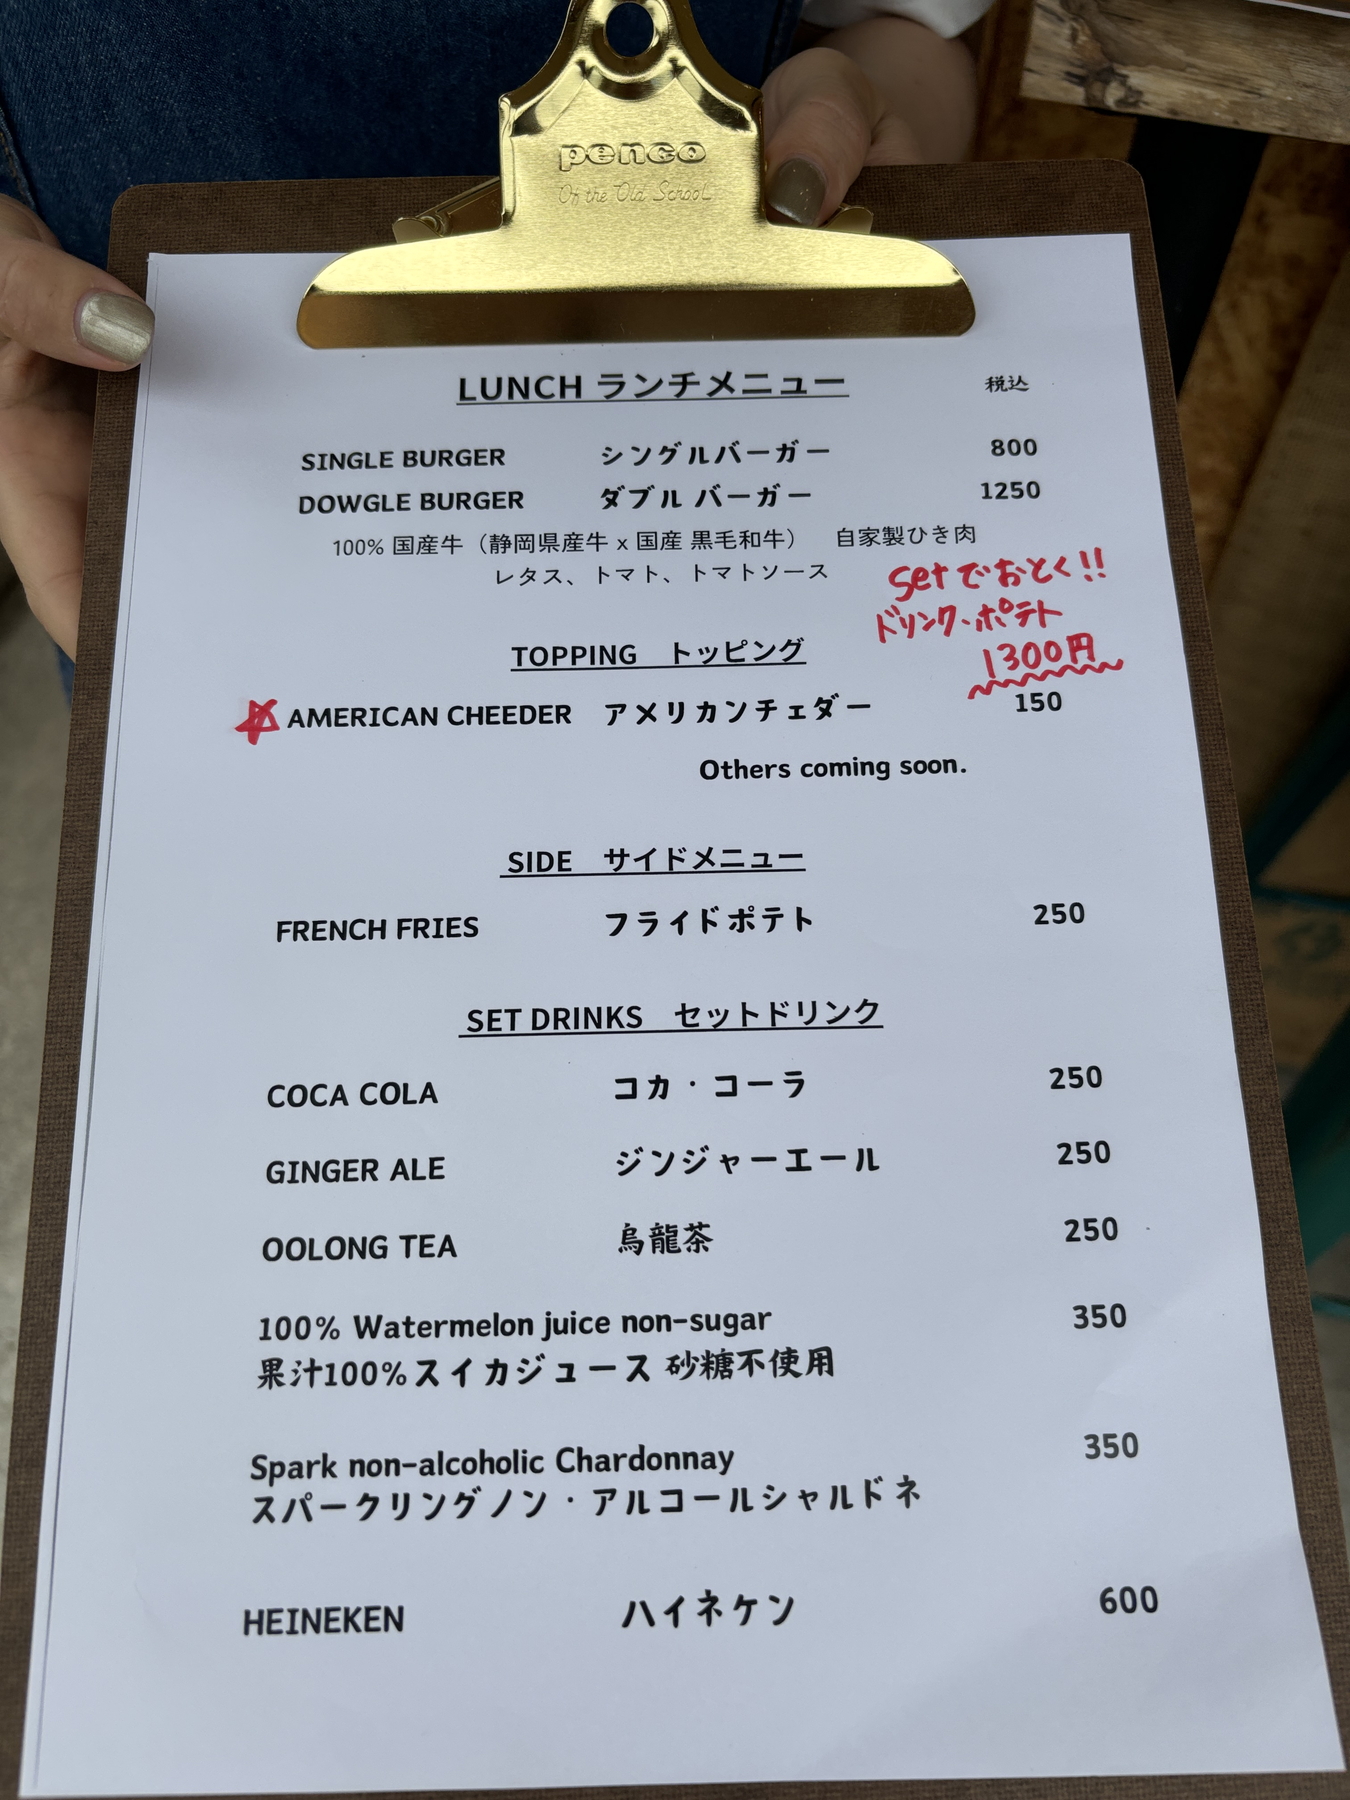 penco
Of the Old School
LUNCH ランチメニュー 税込
SINGLE BURGER シングルバーガー 800
DOWGLE BURGER ダブル バーガー 1250
100% 国産牛（静岡県産牛 x 国産 黒毛和牛） 自家製ひき肉
レタス、トマト、トマトソース
setでおとく!!
ドリンク・ポテト
1300円
TOPPING トッピング
AMERICAN CHEEDER アメリカンチェダー 150
Others coming soon.
SIDE サイドメニュー
FRENCH FRIES フライドポテト 250
SET DRINKS セットドリンク
COCA COLA コカ・コーラ 250
GINGER ALE ジンジャーエール 250
OOLONG TEA 烏龍茶 250
100% Watermelon juice non-sugar 350
果汁100%スイカジュース 砂糖不使用
Spark non-alcoholic Chardonnay 350
スパークリングノン・アルコールシャルドネ
HEINEKEN ハイネケン 600